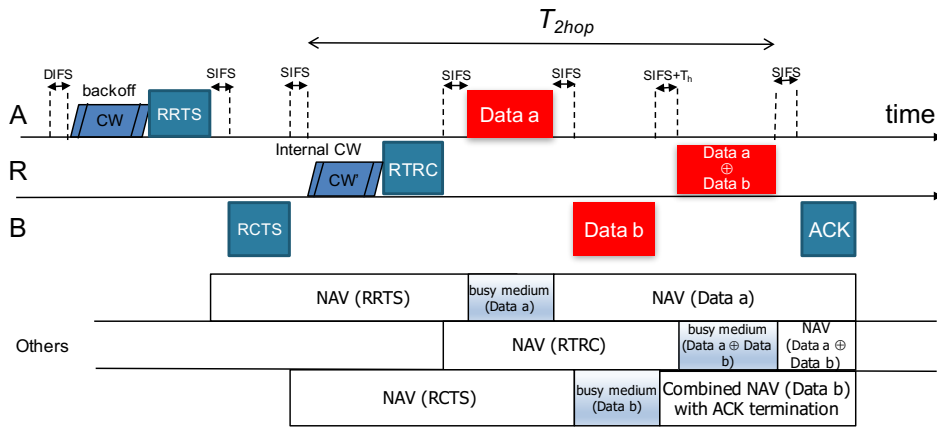 T2hop
DIFS
SIFS
SIFS
SIFS
SIFS
SIFS+Th
SIFS
backoff
A
CW
RRTS
Data a
time
Internal CW
R
CW'
RTRC
Data a
⊕
Data b
B
RCTS
Data b
ACK
NAV (RRTS)
busy medium
(Data a)
NAV (Data a)
Others
NAV (RTRC)
busy medium
(Data a ⊕ Data
b)
NAV
(Data a ⊕
Data b)
NAV (RCTS)
busy medium
(Data b)
Combined NAV (Data b)
with ACK termination